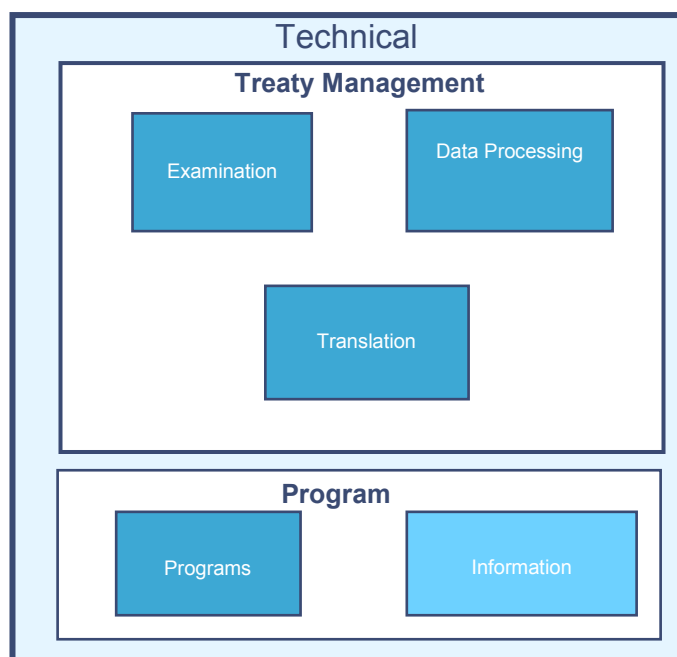 Technical
Treaty Management
Examination
Data Processing
Translation
Program
Programs
Information